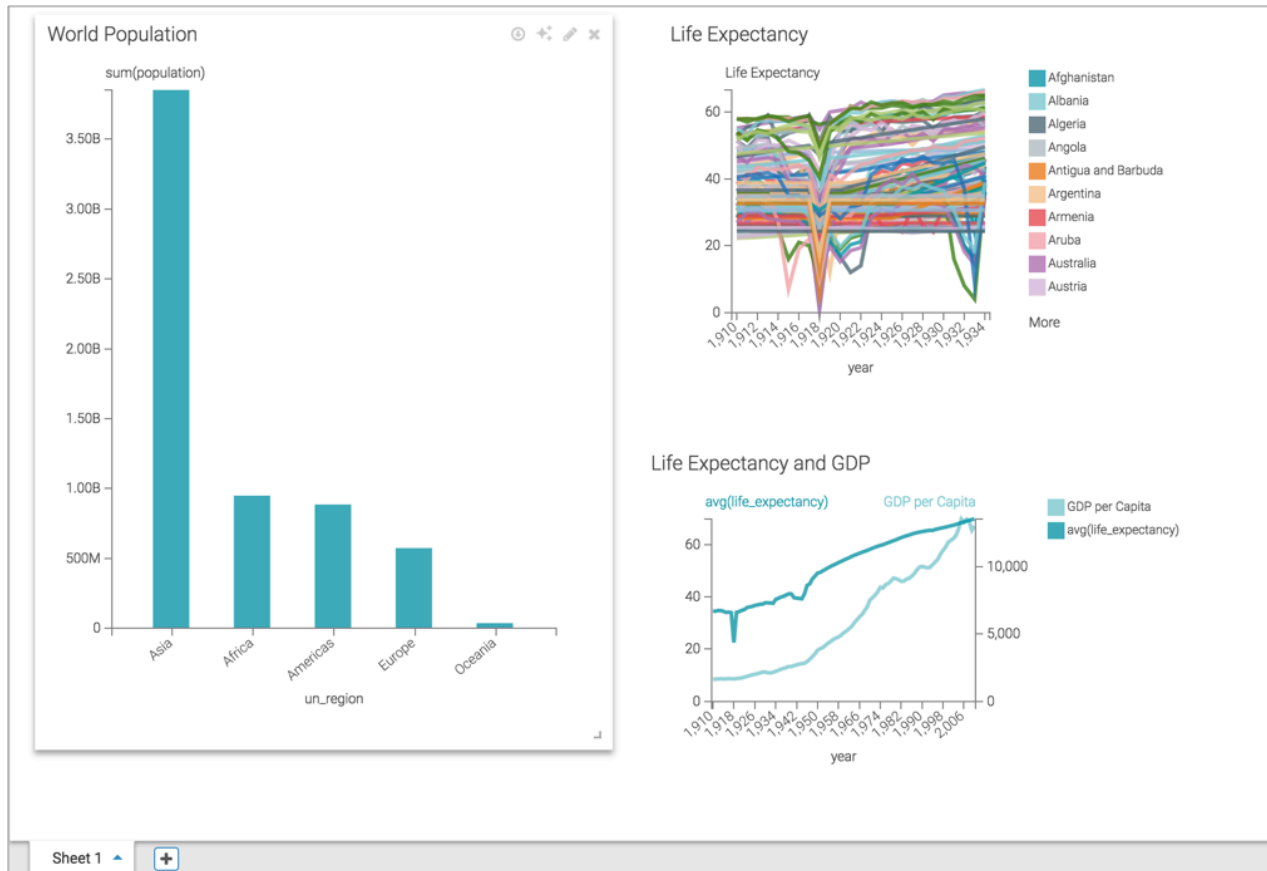 World Population
sum(population)
3.50B
3.00B
2.50B
2.00B
1.50B
1.00B
500M
0
Asia
Africa
Americas
Europe
Oceania
un_region
Life Expectancy
Life Expectancy
60
40
20
0
1,910
1,912
1,914
1,916
1,918
1,920
1,922
1,924
1,926
1,928
1,930
1,932
1,934
year
Afghanistan
Albania
Algeria
Angola
Antigua and Barbuda
Argentina
Armenia
Aruba
Australia
Austria
More
Life Expectancy and GDP
avg(life_expectancy)
GDP per Capita
60
40
20
0
10,000
5,000
0
1,910
1,918
1,926
1,934
1,942
1,950
1,958
1,966
1,974
1,982
1,990
1,998
2,006
year
GDP per Capita
avg(life_expectancy)
Sheet 1